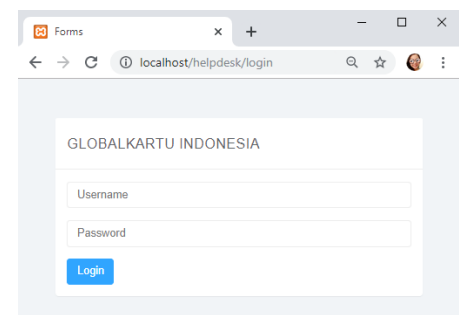 Forms
localhost/helpdesk/login
GLOBALKARTU INDONESIA
Username
Password
Login